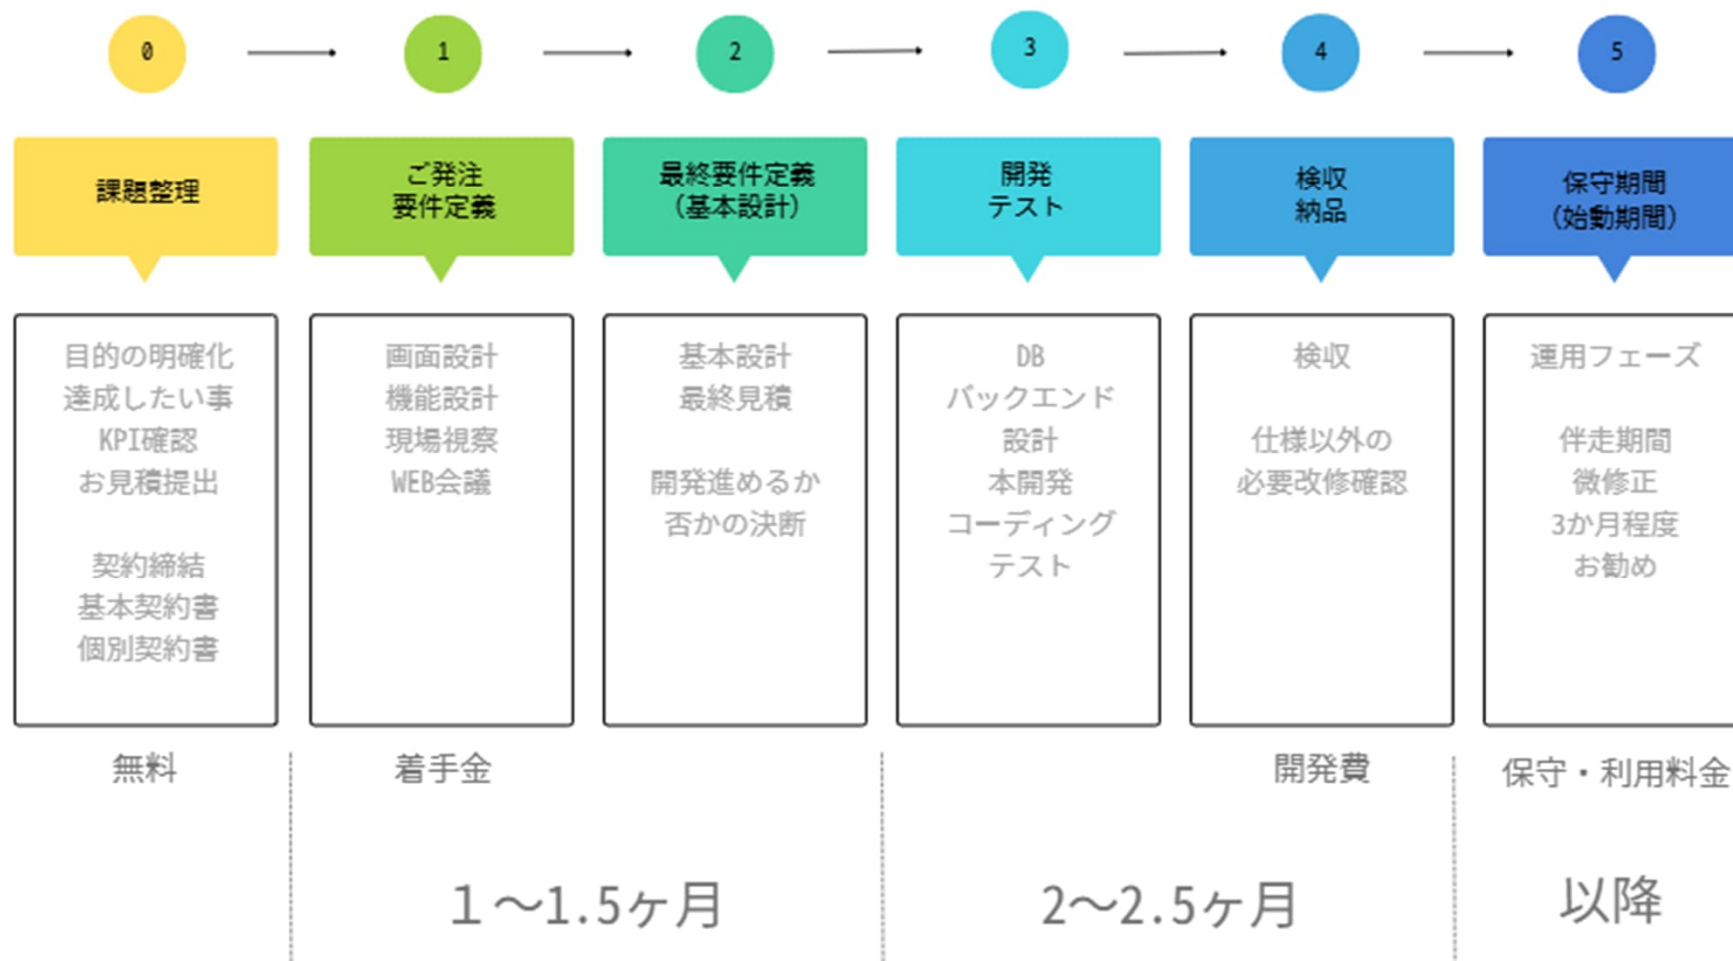 0
1
2
3
4
5
課題整理
ご発注
要件定義
最終要件定義
（基本設計）
開発
テスト
検収
納品
保守期間
（始動期間）
目的の明確化
達成したい事
KPI確認
お見積提出
契約締結
基本契約書
個別契約書
画面設計
機能設計
現場視察
WEB会議
基本設計
最終見積
開発進めるか
否かの決断
DB
バックエンド
設計
本開発
コーディング
テスト
検収
仕様以外の
必要改修確認
運用フェーズ
伴走期間
微修正
3か月程度
お勧め
無料
着手金
開発費
保守・利用料金
１〜1.5ヶ月
2〜2.5ヶ月
以降